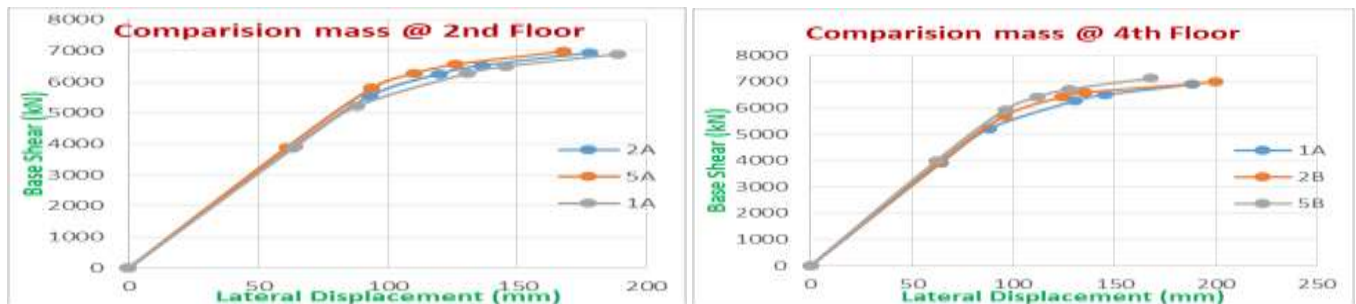 Comparision mass @ 2nd Floor
Base Shear (kN)
8000
7000
6000
5000
4000
3000
2000
1000
0
2A
5A
1A
0 50 100 150 200
Lateral Displacement (mm)
Comparision mass @ 4th Floor
Base Shear (kN)
8000
7000
6000
5000
4000
3000
2000
1000
0
1A
2B
5B
0 50 100 150 200 250
Lateral Displacement (mm)